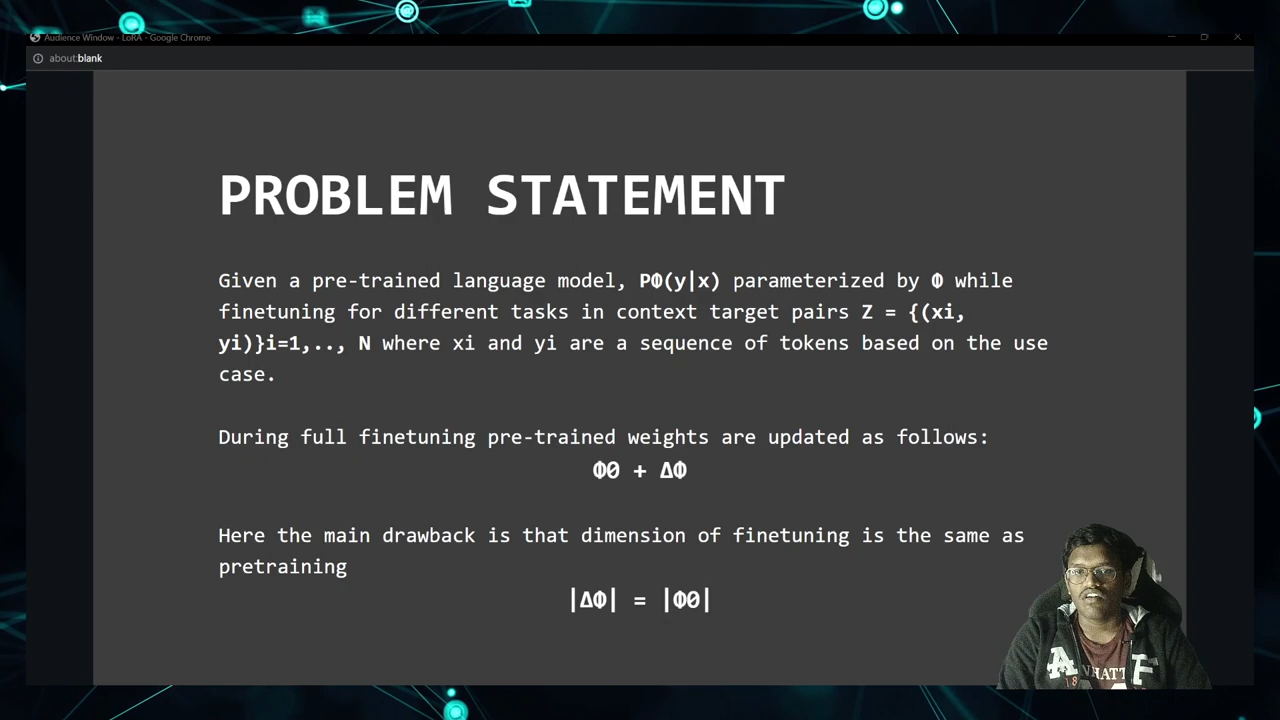 Audience Window - LoRA - Google Chrome
about:blank
PROBLEM STATEMENT
Given a pre-trained language model, PΦ(y|x) parameterized by Φ while
finetuning for different tasks in context target pairs Z = {(xi,
yi)}i=1,.., N where xi and yi are a sequence of tokens based on the use
case.
During full finetuning pre-trained weights are updated as follows:
Φ0 + ΔΦ
Here the main drawback is that dimension of finetuning is the same as
pretraining
|ΔΦ| = |Φ0|